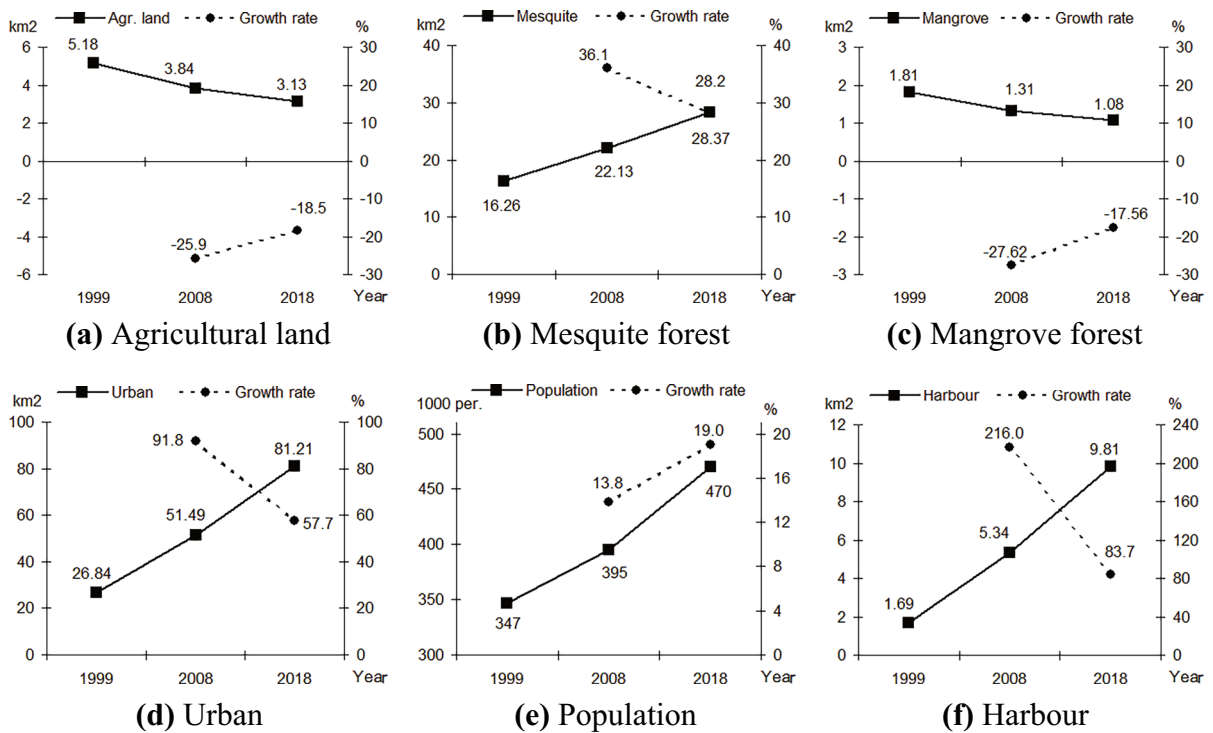 Agr. land Growth rate
km2 %
6 30
5.18
4 20
3.84
3.13
2 10
0 0
-2 -10
-18.5
-4 -20
-25.9
-6 -30
1999 2008 2018 Year
(a) Agricultural land
Mesquite Growth rate
km2 %
40 40
36.1
30 30
28.2
28.37
20 20
22.13
16.26
10 10
0 0
1999 2008 2018 Year
(b) Mesquite forest
Mangrove Growth rate
km2 %
3 30
2 20
1.81
1.31
1.08
1 10
0 0
-1 -10
-17.56
-2 -20
-27.62
-3 -30
1999 2008 2018 Year
(c) Mangrove forest
Urban Growth rate
km2 %
100 100
91.8
81.21
80 80
60 60
51.49
57.7
40 40
26.84
20 20
0 0
1999 2008 2018 Year
(d) Urban
Population Growth rate
1000 per. %
500 20
19.0
450 16
13.8
470
400 12
395
8
350
347
4
300 0
1999 2008 2018 Year
(e) Population
Harbour Growth rate
km2 %
12 240
216.0
9.81
10 200
8 160
6 120
5.34
83.7
4 80
1.69
2 40
0 0
1999 2008 2018 Year
(f) Harbour